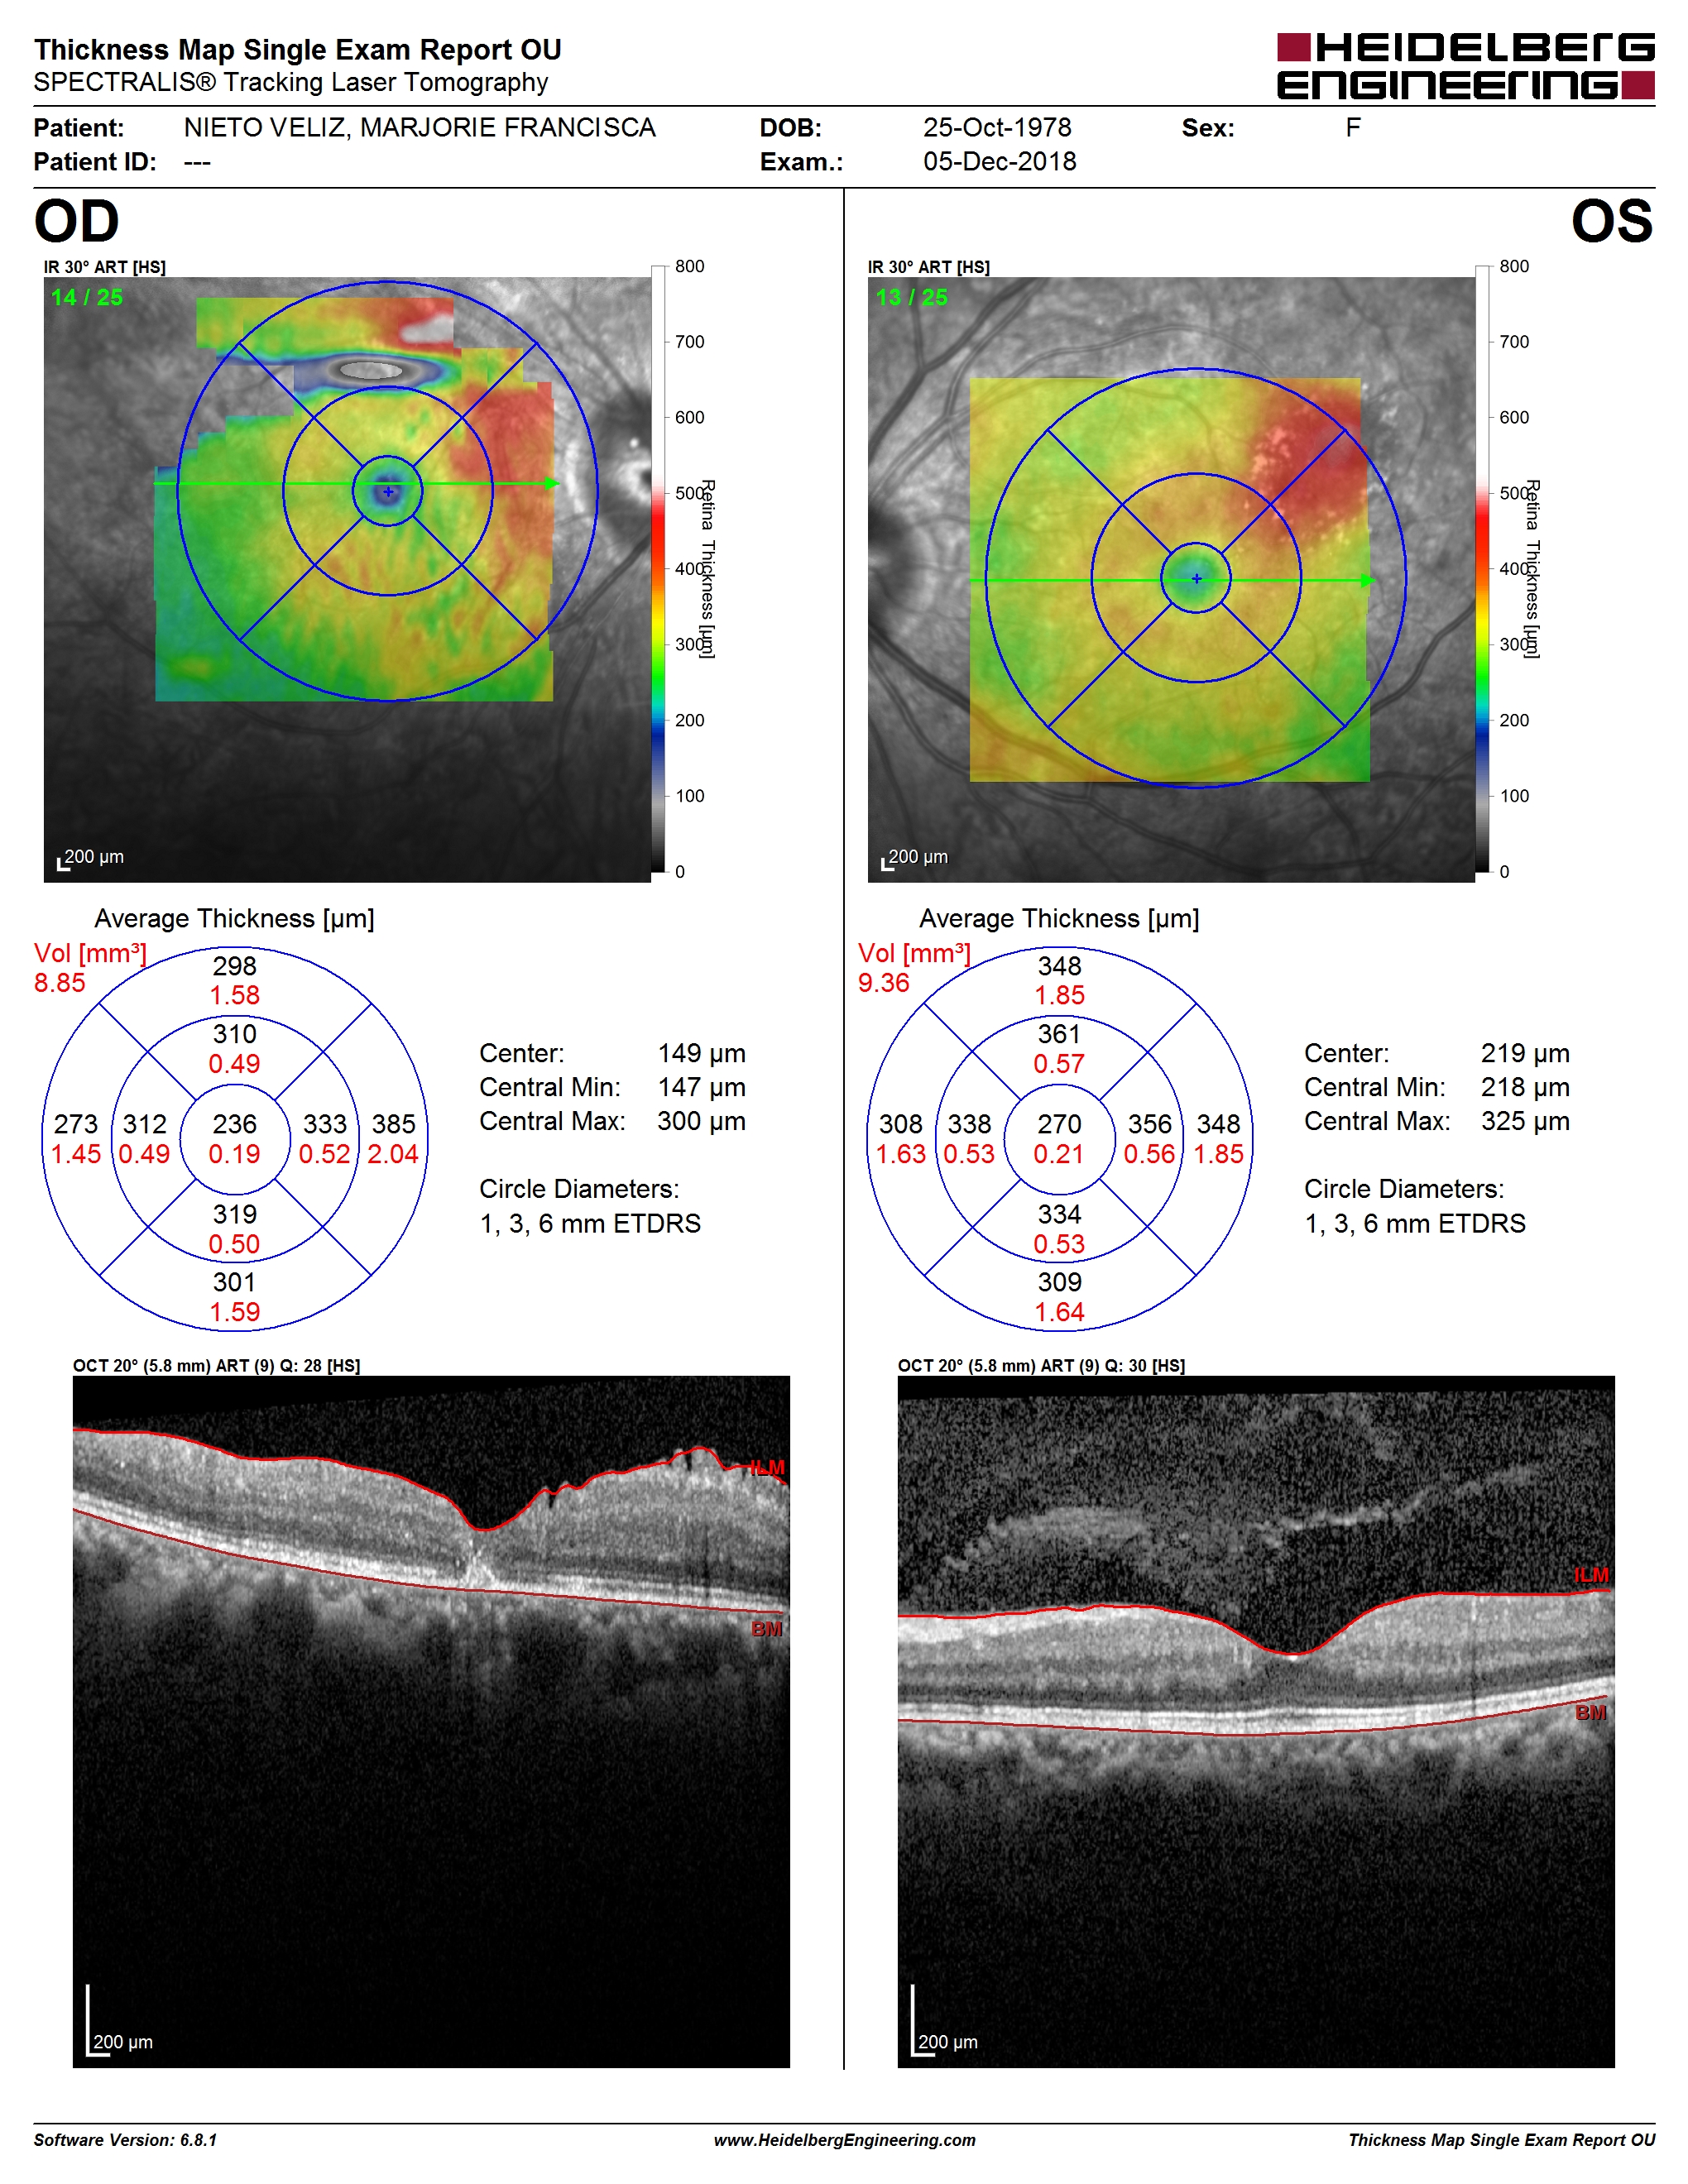 Thickness Map Single Exam Report OU
SPECTRALIS® Tracking Laser Tomography
HEIDELBERG
ENGINEERING
Patient: NIETO VELIZ, MARJORIE FRANCISCA DOB: 25-Oct-1978 Sex: F
Patient ID: --- Exam.: 05-Dec-2018
OD
IR 30° ART [HS]
14 / 25
800
700
600
500
400
300
200
100
0
Retina Thickness [µm]
200 µm
Average Thickness [µm]
Vol [mm³]
8.85
298
1.58
310
0.49
273 312 236 333 385
1.45 0.49 0.19 0.52 2.04
319
0.50
301
1.59
Center: 149 µm
Central Min: 147 µm
Central Max: 300 µm
Circle Diameters:
1, 3, 6 mm ETDRS
OCT 20° (5.8 mm) ART (9) Q: 28 [HS]
ILM
BM
200 µm
OS
IR 30° ART [HS]
13 / 25
800
700
600
500
400
300
200
100
0
Retina Thickness [µm]
200 µm
Average Thickness [µm]
Vol [mm³]
9.36
348
1.85
361
0.57
308 338 270 356 348
1.63 0.53 0.21 0.56 1.85
334
0.53
309
1.64
Center: 219 µm
Central Min: 218 µm
Central Max: 325 µm
Circle Diameters:
1, 3, 6 mm ETDRS
OCT 20° (5.8 mm) ART (9) Q: 30 [HS]
ILM
BM
200 µm
Software Version: 6.8.1 www.HeidelbergEngineering.com Thickness Map Single Exam Report OU